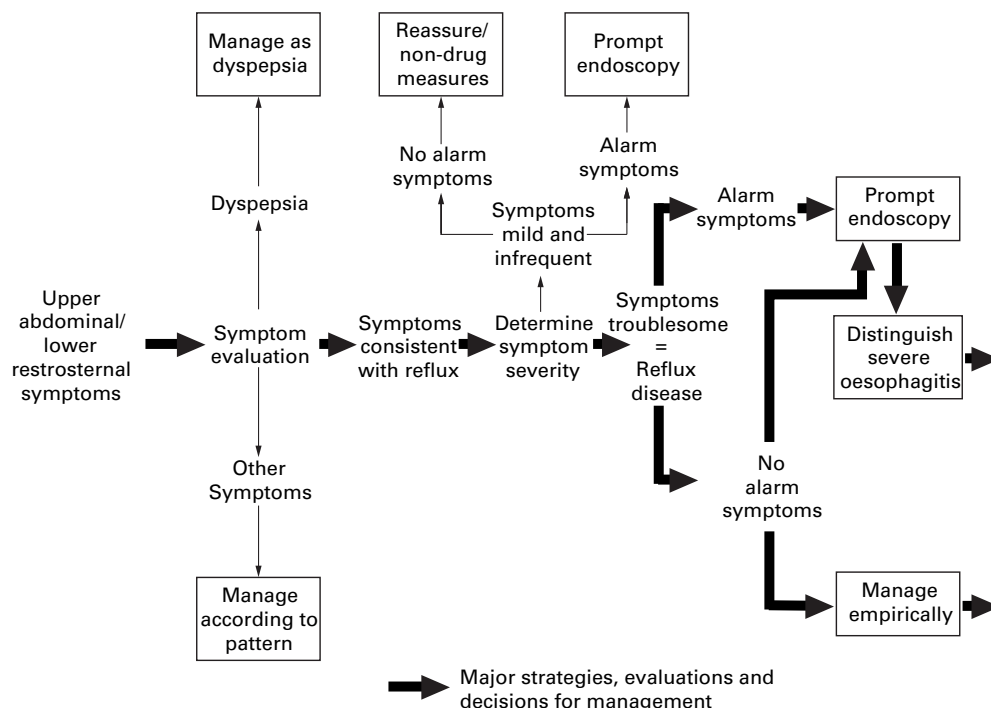 Manage as
dyspepsia
Reassure/
non-drug
measures
Prompt
endoscopy
No alarm
symptoms
Alarm
symptoms
Dyspepsia
Symptoms
mild and
infrequent
Alarm
symptoms
Prompt
endoscopy
Upper
abdominal/
lower
restrosternal
symptoms
Symptom
evaluation
Symptoms
consistent
with reflux
Determine
symptom
severity
Symptoms
troublesome
=
Reflux
disease
Distinguish
severe
oesophagitis
Other
Symptoms
No
alarm
symptoms
Manage
according to
pattern
Manage
empirically
Major strategies, evaluations and
decisions for management